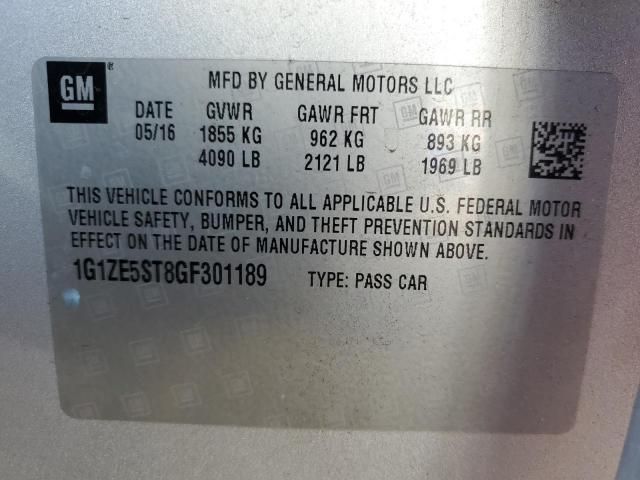 GM®
MFD BY GENERAL MOTORS LLC
DATE GVWR GAWR FRT GAWR RR
05/16 1855 KG 962 KG 893 KG
4090 LB 2121 LB 1969 LB
THIS VEHICLE CONFORMS TO ALL APPLICABLE U.S. FEDERAL MOTOR
VEHICLE SAFETY, BUMPER, AND THEFT PREVENTION STANDARDS IN
EFFECT ON THE DATE OF MANUFACTURE SHOWN ABOVE.
1G1ZE5ST8GF301189 TYPE: PASS CAR